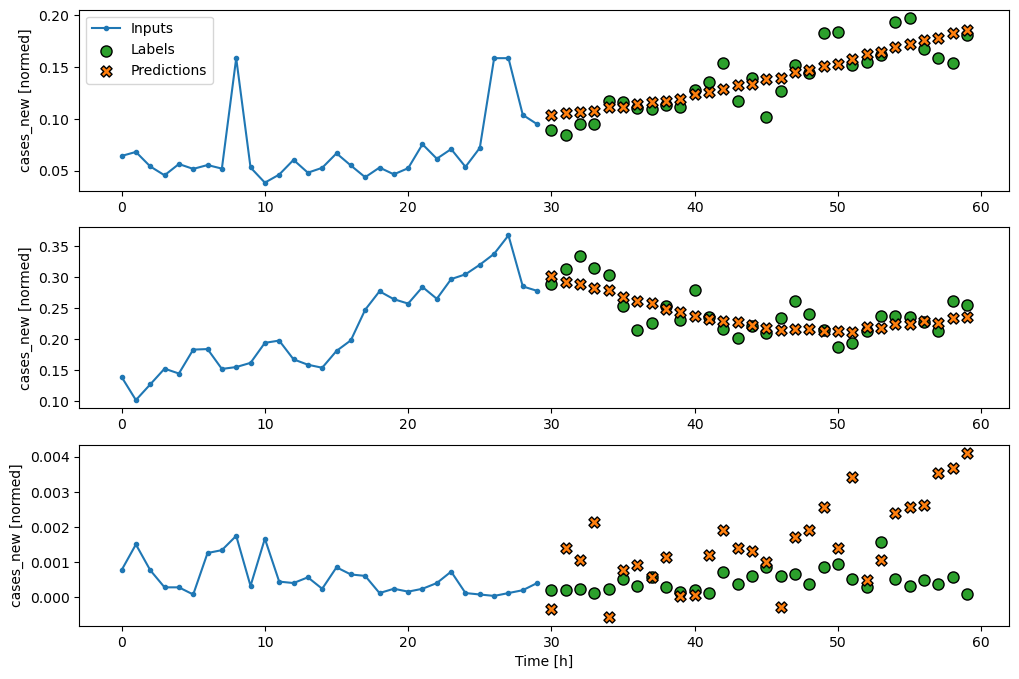 cases_new [normed]
0.20
0.15
0.10
0.05
Inputs
Labels
Predictions
0 10 20 30 40 50 60
cases_new [normed]
0.35
0.30
0.25
0.20
0.15
0.10
0 10 20 30 40 50 60
cases_new [normed]
0.004
0.003
0.002
0.001
0.000
0 10 20 30 40 50 60
Time [h]